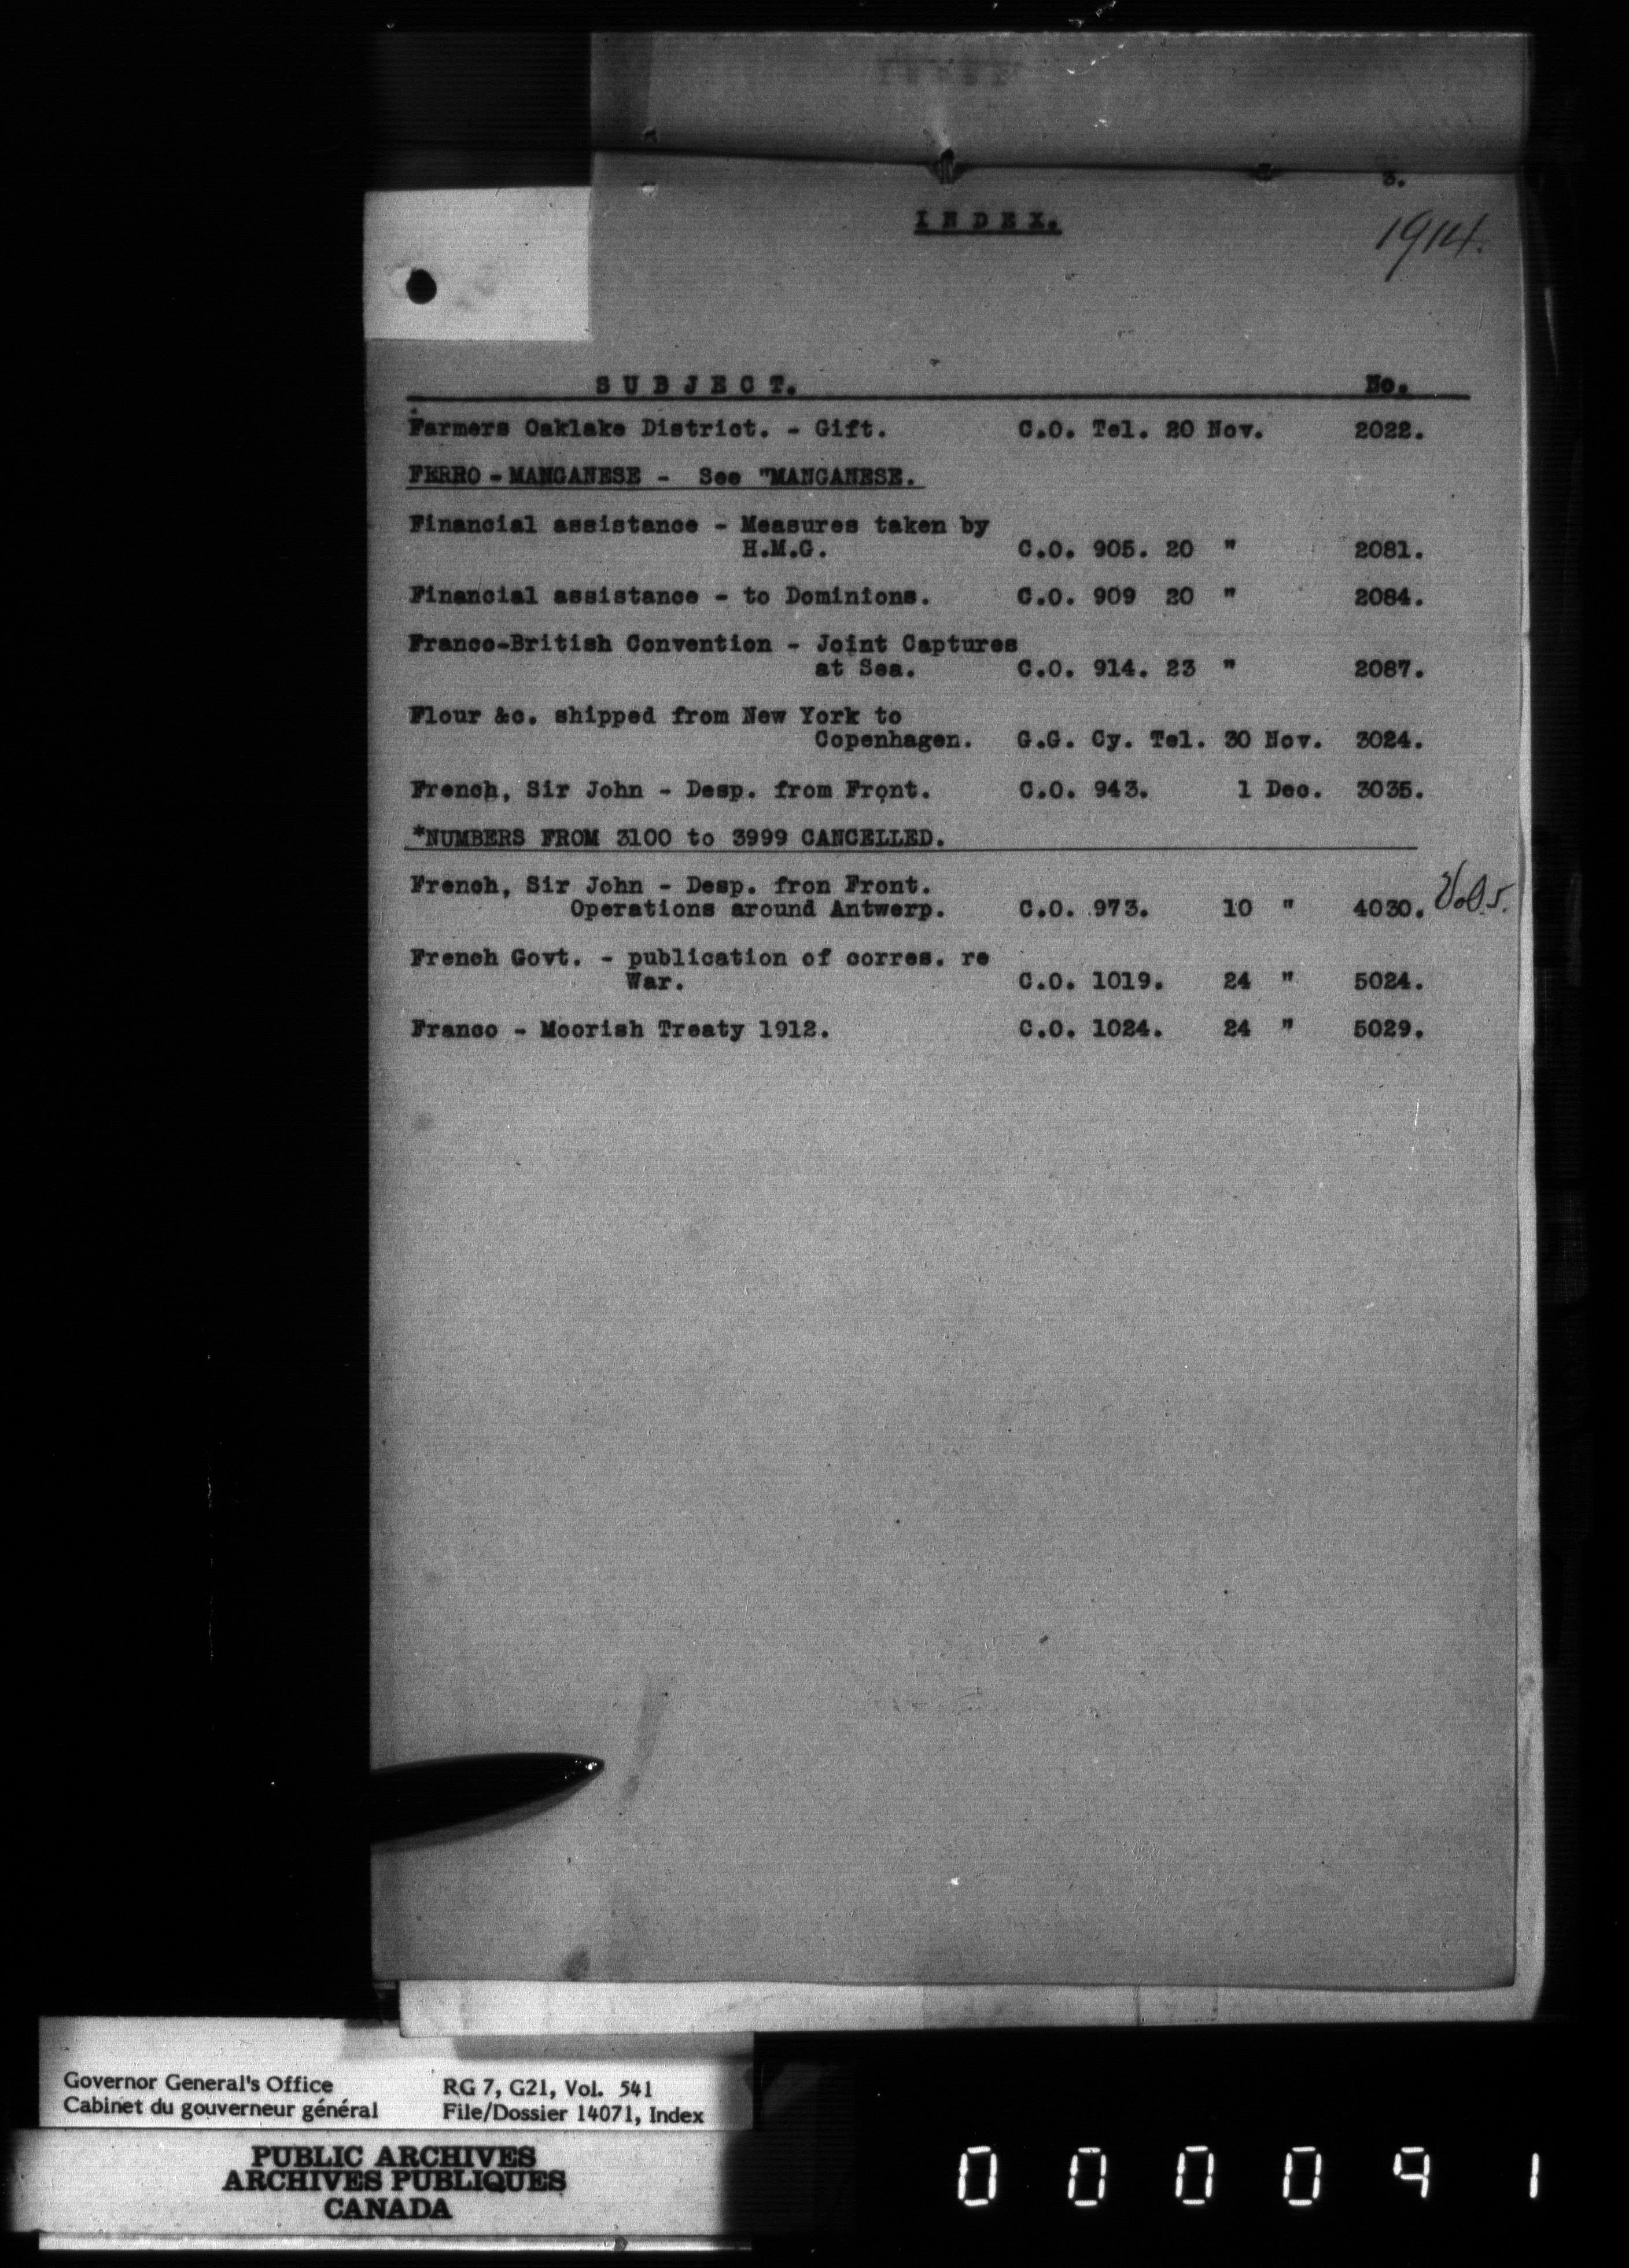 3.
INDEX.
1914.
SUBJECT. No.
Farmers Oaklake District. - Gift. C.O. Tel. 20 Nov. 2022.
FERRO - MANGANESE - See "MANGANESE.
Financial assistance - Measures taken by
H.M.G. C.O. 905. 20 " 2081.
Financial assistance - to Dominions. C.O. 909 20 " 2084.
Franco-British Convention - Joint Captures
at Sea. C.O. 914. 23 " 2087.
Flour &c. shipped from New York to
Copenhagen. G.G. Cy. Tel. 30 Nov. 3024.
French, Sir John - Desp. from Front. C.O. 943. 1 Dec. 3035.
*NUMBERS FROM 3100 to 3999 CANCELLED.
French, Sir John - Desp. fron Front.
Operations around Antwerp. C.O. 973. 10 " 4030. Vol.5.
French Govt. - publication of corres. re
War. C.O. 1019. 24 " 5024.
Franco - Moorish Treaty 1912. C.O. 1024. 24 " 5029.
Governor General's Office RG 7, G21, Vol. 541
Cabinet du gouverneur général File/Dossier 14071, Index
PUBLIC ARCHIVES
ARCHIVES PUBLIQUES
CANADA
000091